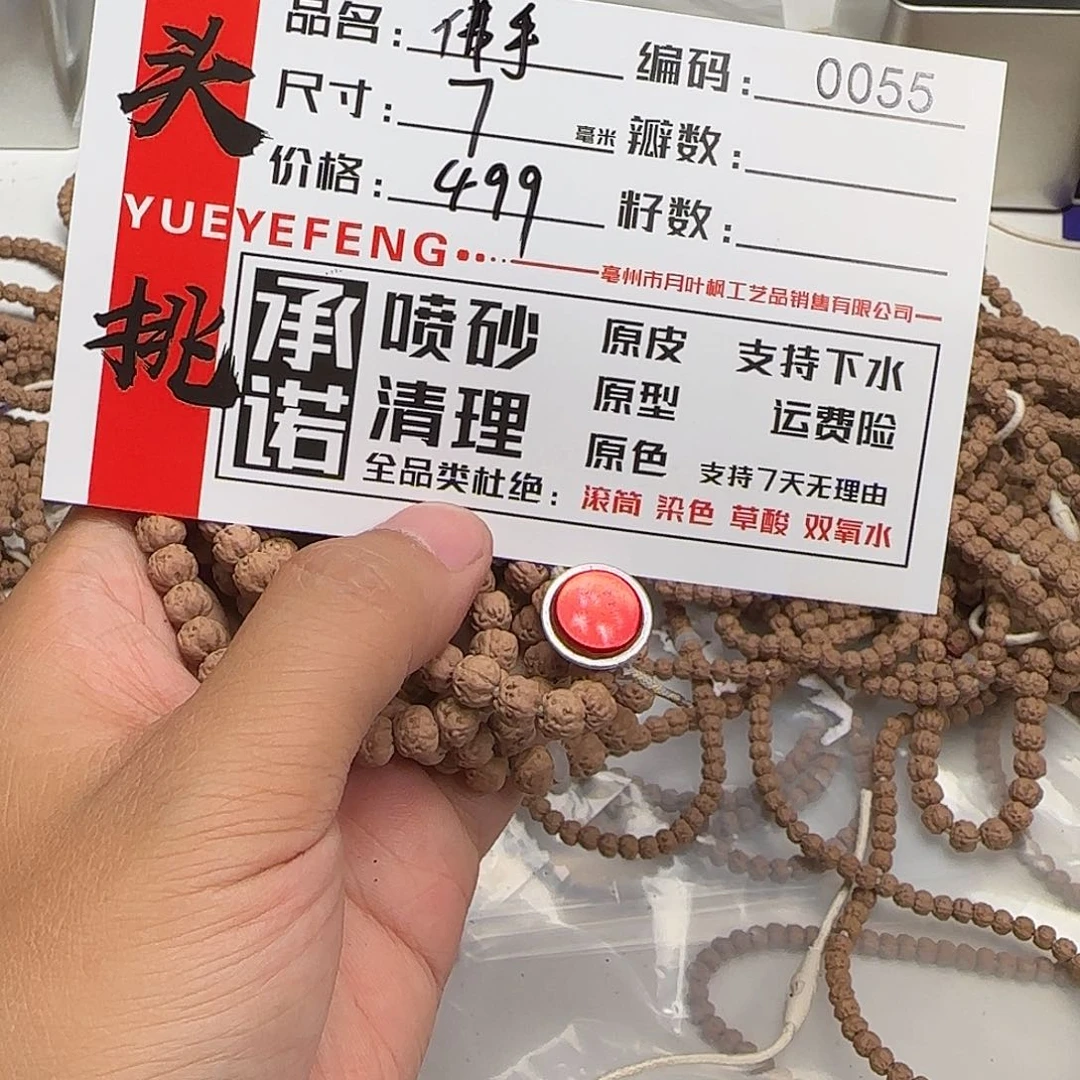 头挑
品名：佛手
编码：0055
尺寸：7毫米
瓣数：
价格：499
籽数：
YUEYEFENG
亳州市月叶枫工艺品销售有限公司
承诺
喷砂
清理
原皮
原型
原色
支持下水
运费险
支持7天无理由
全品类杜绝：滚筒 染色 草酸 双氧水